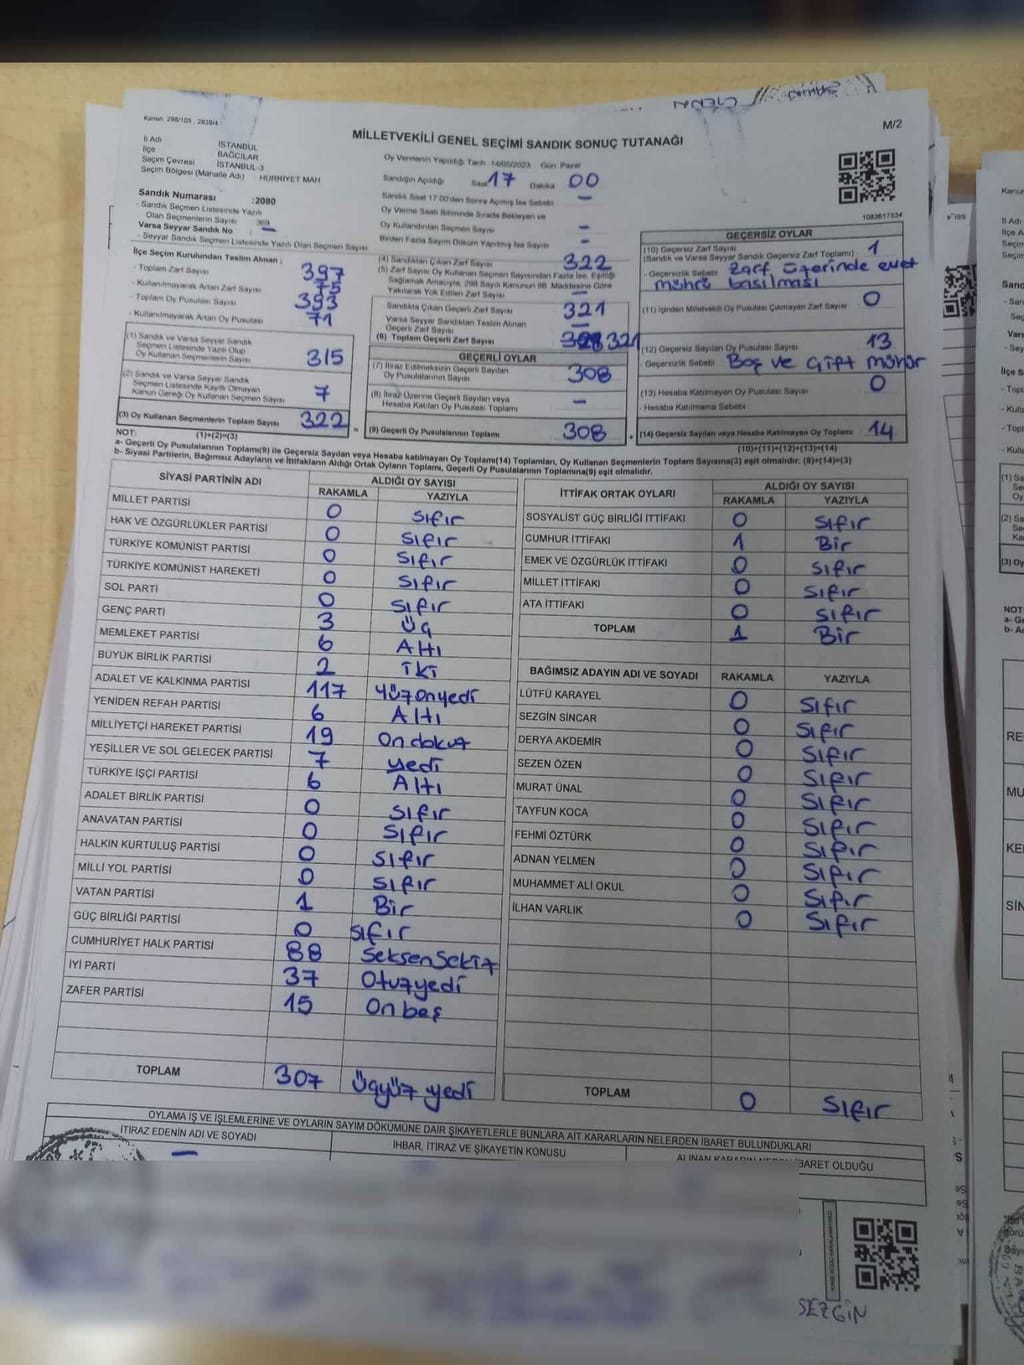 Kanun, 298/105 , 2839/4
MİLLETVEKİLİ GENEL SEÇİMİ SANDIK SONUÇ TUTANAĞI
M/2
İl Adı İSTANBUL
İlçe BAĞCILAR
Seçim Çevresi İSTANBUL-3
Seçim Bölgesi (Mahalle Adı) HÜRRİYET MAH
Sandık Numarası :2080
- Sandık Seçmen Listesinde Yazılı
Olan Seçmenlerin Sayısı 369
Varsa Seyyar Sandık No –
- Seyyar Sandık Seçmen Listesinde Yazılı Olan Seçmen Sayısı
Oy Vermenin Yapıldığı Tarih 14/05/2023 Gün Pazar
Sandığın Açıldığı Saat 17 Dakika 00
Sandık Saat 17.00'den Sonra Açılmış İse Sebebi –
Oy Verme Saati Bitiminde Sırada Bekleyen ve
Oy Kullandırılan Seçmen Sayısı –
Birden Fazla Sayım Döküm Yapılmış İse Sayısı –
1083617534
İlçe Seçim Kurulundan Teslim Alınan ;
- Toplam Zarf Sayısı 397
- Kullanılmayarak Artan Zarf Sayısı 75
- Toplam Oy Pusulası Sayısı 393
- Kullanılmayarak Artan Oy Pusulası 71
(1) Sandık ve Varsa Seyyar Sandık
Seçmen Listesinde Yazılı Olup
Oy Kullanan Seçmenlerin Sayısı 315
(2) Sandık ve Varsa Seyyar Sandık
Seçmen Listesinde Kayıtlı Olmayan
Kanun Gereği Oy Kullanan Seçmen Sayısı 7
(3) Oy Kullanan Seçmenlerin Toplam Sayısı 322
(4) Sandıktan Çıkan Zarf Sayısı 322
(5) Zarf Sayısı Oy Kullanan Seçmen Sayısından Fazla İse, Eşitliği
Sağlamak Amacıyla, 298 Sayılı Kanunun 98. Maddesine Göre
Yakılarak Yok Edilen Zarf Sayısı –
Sandıkta Çıkan Geçerli Zarf Sayısı 321
Varsa Seyyar Sandıktan Teslim Alınan
Geçerli Zarf Sayısı –
(6) Toplam Geçerli Zarf Sayısı 321
GEÇERLİ OYLAR
(7) İtiraz Edilmeksizin Geçerli Sayılan
Oy Pusulalarının Sayısı 308
(8) İtiraz Üzerine Geçerli Sayılan veya
Hesaba Katılan Oy Pusulası Toplamı –
(9) Geçerli Oy Pusulalarının Toplamı 308
GEÇERSİZ OYLAR
(10) Geçersiz Zarf Sayısı 1
(Sandık ve Varsa Seyyar Sandık Geçersiz Zarf Toplamı)
- Geçersizlik Sebebi zarf üzerinde evet
mührü basılması
(11) İçinden Milletvekili Oy Pusulası Çıkmayan Zarf Sayısı 0
(12) Geçersiz Sayılan Oy Pusulası Sayısı 13
- Geçersizlik Sebebi Boş ve çift mühür
(13) Hesaba Katılmayan Oy Pusulası Sayısı 0
- Hesaba Katılmama Sebebi :
(14) Geçersiz Sayılan veya Hesaba Katılmayan Oy Toplamı 14
NOT: (1)+(2)=(3) (10)+(11)+(12)+(13)=(14)
a- Geçerli Oy Pusulalarının Toplamı(9) ile Geçersiz Sayılan veya Hesaba katılmayan Oy Toplamı(14) Toplamları, Oy Kullanan Seçmenlerin Toplam Sayısına(3) eşit olmalıdır. (9)+(14)=(3)
b- Siyasi Partilerin, Bağımsız Adayların ve İttifakların Aldığı Ortak Oyların Toplamı, Geçerli Oy Pusulalarının Toplamına(9) eşit olmalıdır.
SİYASİ PARTİNİN ADI ALDIĞI OY SAYISI
RAKAMLA YAZIYLA
MİLLET PARTİSİ 0 sıfır
HAK VE ÖZGÜRLÜKLER PARTİSİ 0 sıfır
TÜRKİYE KOMÜNİST PARTİSİ 0 sıfır
TÜRKİYE KOMÜNİST HAREKETİ 0 sıfır
SOL PARTİ 0 sıfır
GENÇ PARTİ 3 üç
MEMLEKET PARTİSİ 6 Altı
BÜYÜK BİRLİK PARTİSİ 2 iki
ADALET VE KALKINMA PARTİSİ 117 yüzonyedi
YENİDEN REFAH PARTİSİ 6 Altı
MİLLİYETÇİ HAREKET PARTİSİ 19 ondokuz
YEŞİLLER VE SOL GELECEK PARTİSİ 7 yedi
TÜRKİYE İŞÇİ PARTİSİ 6 Altı
ADALET BİRLİK PARTİSİ 0 sıfır
ANAVATAN PARTİSİ 0 sıfır
HALKIN KURTULUŞ PARTİSİ 0 sıfır
MİLLİ YOL PARTİSİ 0 sıfır
VATAN PARTİSİ 1 Bir
GÜÇ BİRLİĞİ PARTİSİ 0 sıfır
CUMHURİYET HALK PARTİSİ 88 seksensekiz
İYİ PARTİ 37 otuzyedi
ZAFER PARTİSİ 15 onbeş
TOPLAM 307 üçyüz yedi
İTTİFAK ORTAK OYLARI ALDIĞI OY SAYISI
RAKAMLA YAZIYLA
SOSYALİST GÜÇ BİRLİĞİ İTTİFAKI 0 sıfır
CUMHUR İTTİFAKI 1 Bir
EMEK VE ÖZGÜRLÜK İTTİFAKI 0 sıfır
MİLLET İTTİFAKI 0 sıfır
ATA İTTİFAKI 0 sıfır
TOPLAM 1 Bir
BAĞIMSIZ ADAYIN ADI VE SOYADI RAKAMLA YAZIYLA
LÜTFÜ KARAYEL 0 sıfır
SEZGİN SİNCAR 0 sıfır
DERYA AKDEMİR 0 sıfır
SEZEN ÖZEN 0 sıfır
MURAT ÜNAL 0 sıfır
TAYFUN KOCA 0 sıfır
FEHMİ ÖZTÜRK 0 sıfır
ADNAN YELMEN 0 sıfır
MUHAMMET ALİ OKUL 0 sıfır
İLHAN VARLIK 0 sıfır
TOPLAM 0 sıfır
OYLAMA İŞ VE İŞLEMLERİNE VE OYLARIN SAYIM DÖKÜMÜNE DAİR ŞİKAYETLERLE BUNLARA AİT KARARLARIN NELERDEN İBARET BULUNDUKLARI
İTİRAZ EDENİN ADI VE SOYADI İHBAR, İTİRAZ VE ŞİKAYETİN KONUSU ALINAN KARARIN NEDEN İBARET OLDUĞU
–
SEZGİN